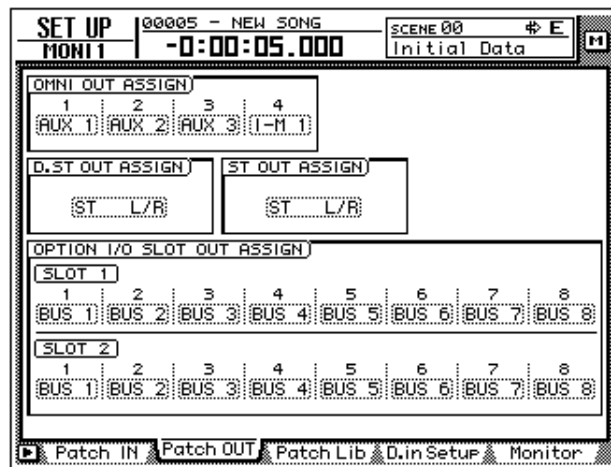 SET UP
MONI1
00005 - NEW SONG
-0:00:05.000
SCENE 00 E
Initial Data
M
OMNI OUT ASSIGN
1 2 3 4
AUX 1 AUX 2 AUX 3 I-M 1
D.ST OUT ASSIGN ST OUT ASSIGN
ST L/R ST L/R
OPTION I/O SLOT OUT ASSIGN
SLOT 1
1 2 3 4 5 6 7 8
BUS 1 BUS 2 BUS 3 BUS 4 BUS 5 BUS 6 BUS 7 BUS 8
SLOT 2
1 2 3 4 5 6 7 8
BUS 1 BUS 2 BUS 3 BUS 4 BUS 5 BUS 6 BUS 7 BUS 8
Patch IN Patch OUT Patch Lib D.in Setup Monitor